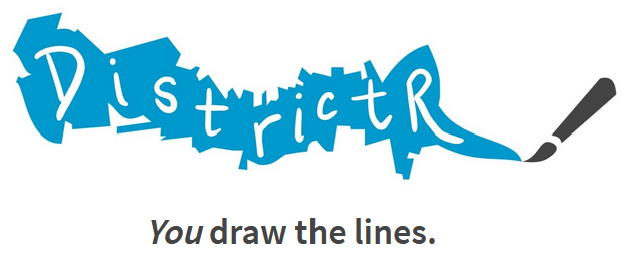 DistrictR
You draw the lines.